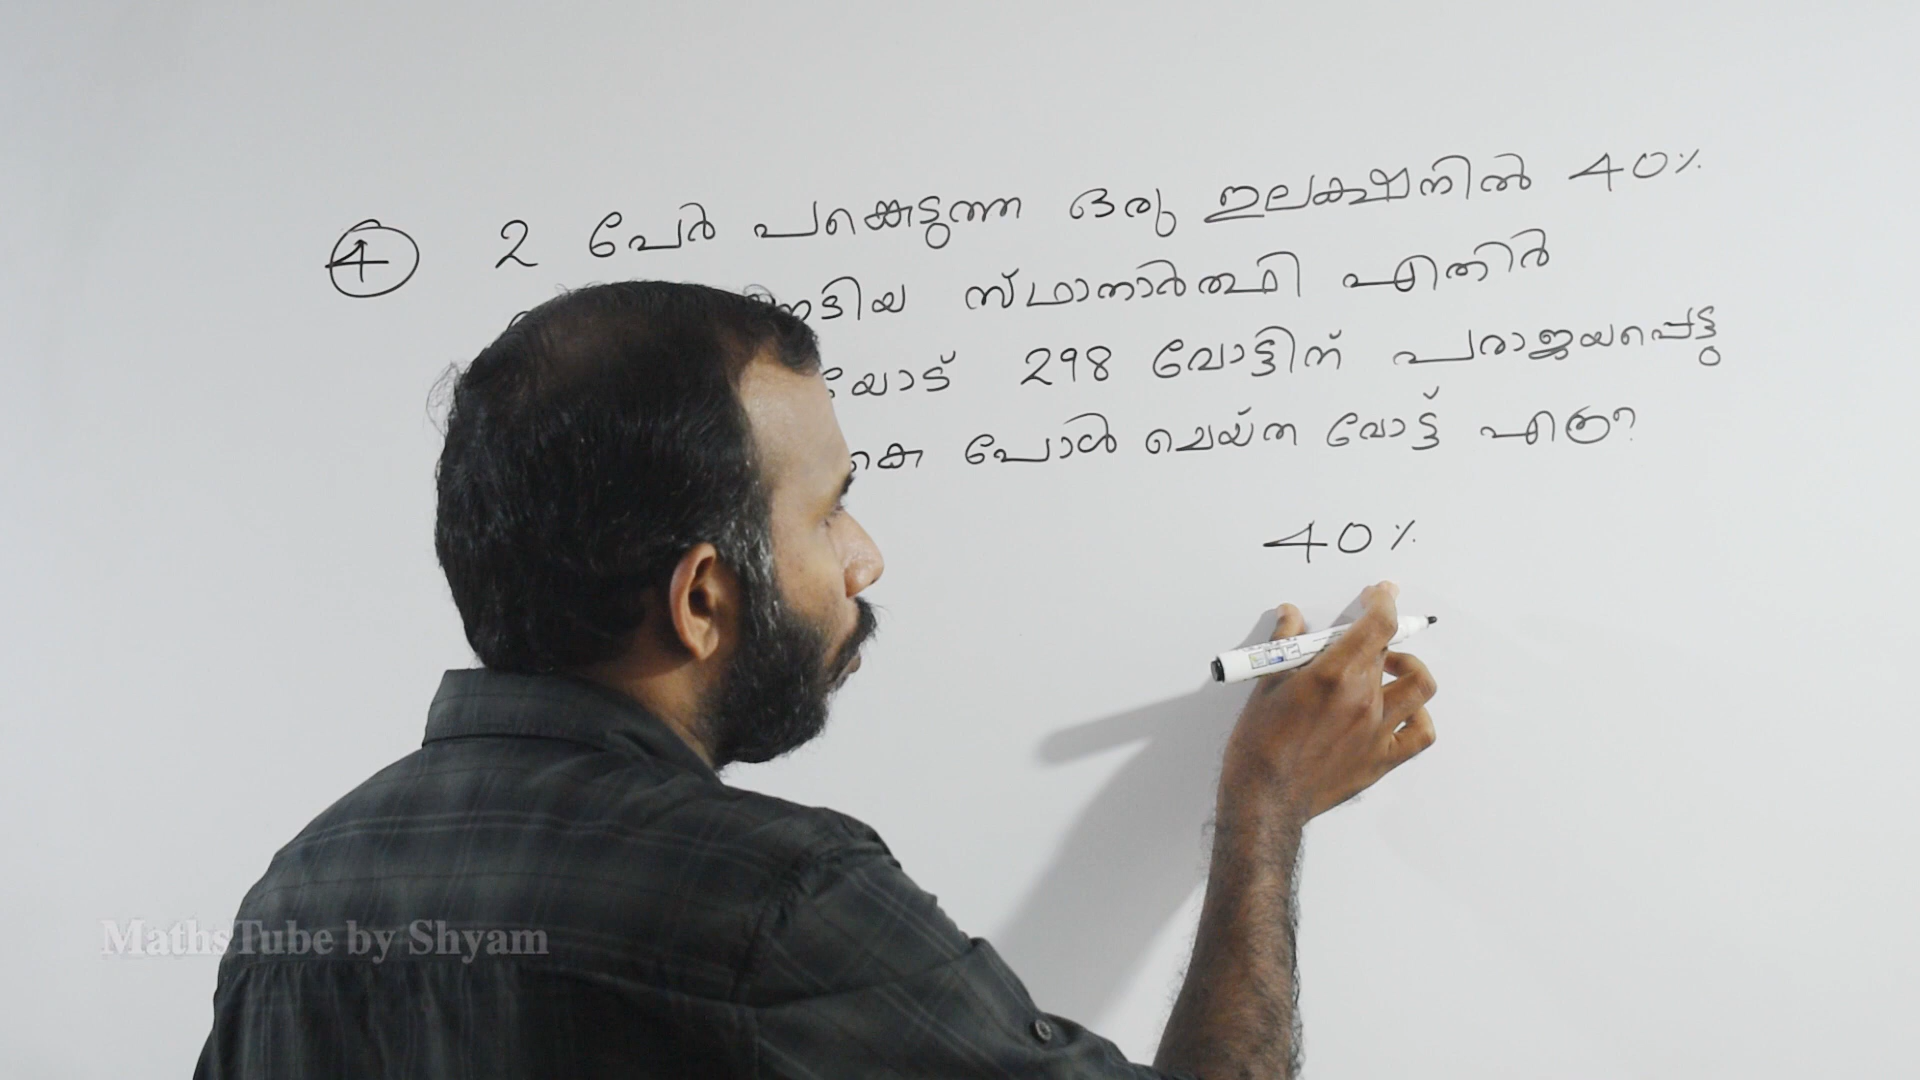 ④ 2 പേർ പങ്കെടുത്ത ഒരു ഇലക്ഷനിൽ 40%
സ്ഥാനാർത്ഥി എതിർ
298 വോട്ടിന് പരാജയപ്പെട്ടു
പോൾ ചെയ്ത വോട്ട് എത്ര?
40%
MathsTube by Shyam